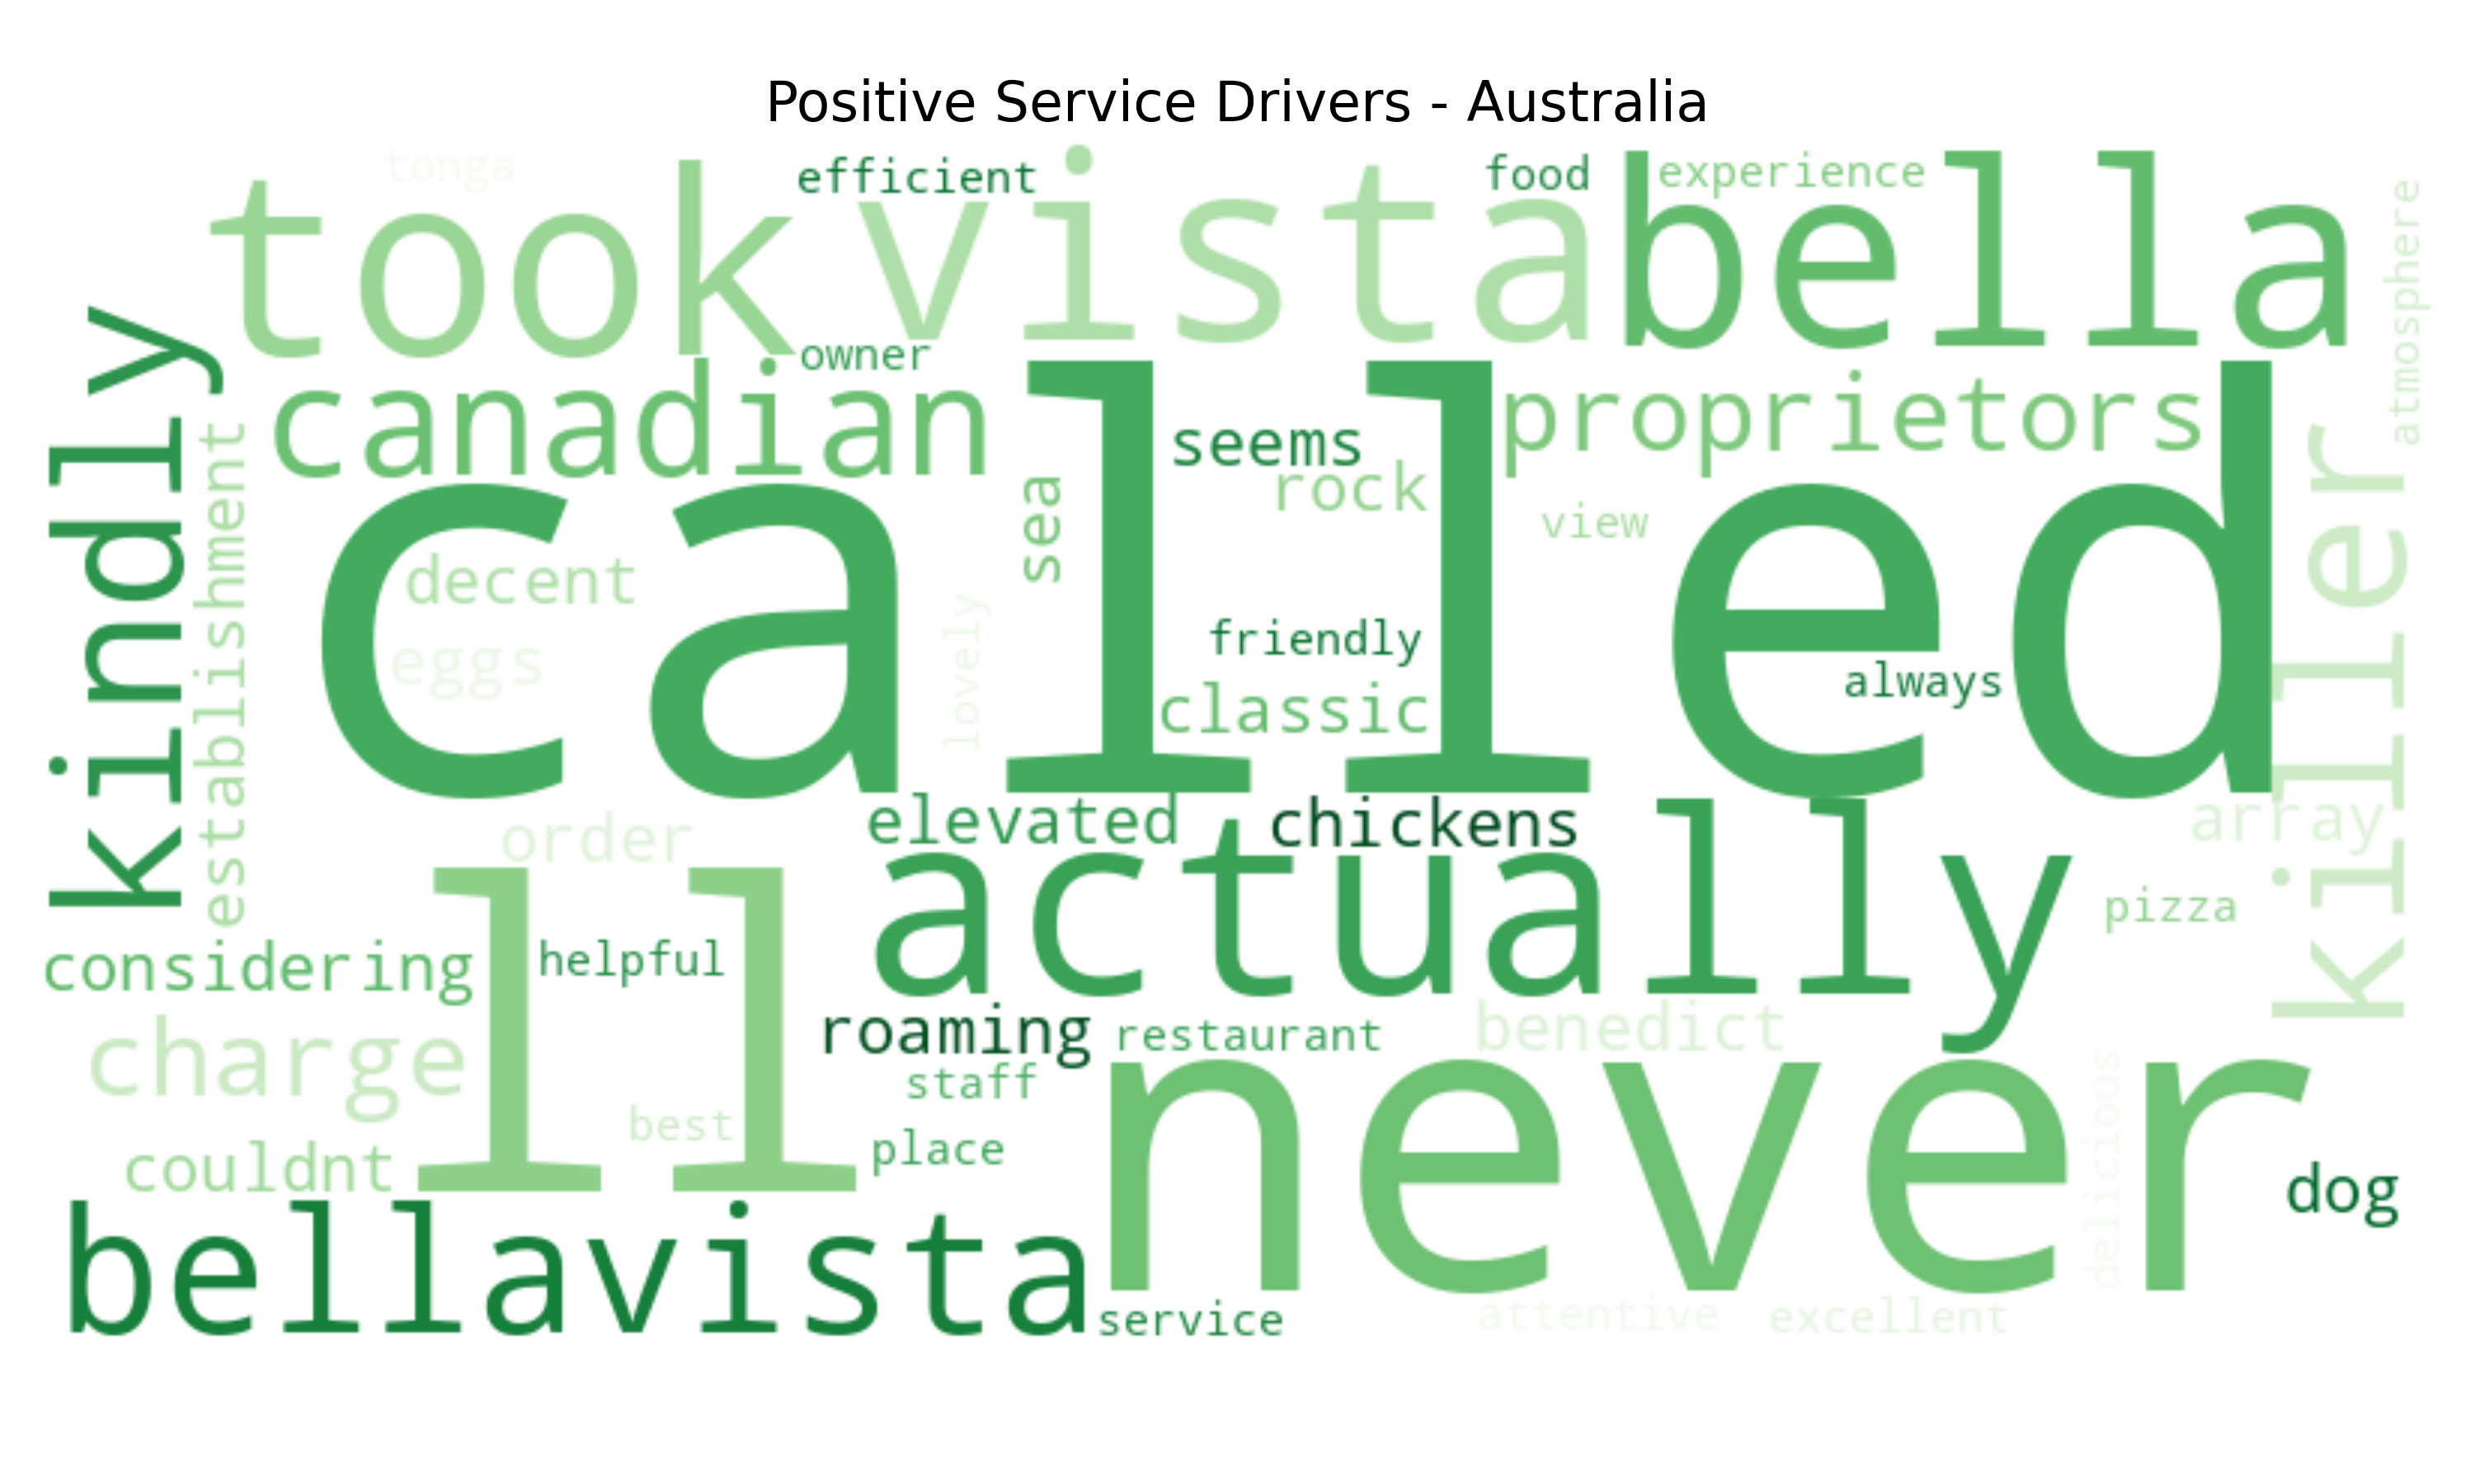 Positive Service Drivers - Australia
tonga
efficient
food
experience
took
vista
bella
atmosphere
kindly
owner
canadian
proprietors
establishment
seems
sea
rock
view
called
killer
decent
eggs
lovely
friendly
always
classic
order
elevated
chickens
array
ll
actually
pizza
considering
helpful
roaming
restaurant
benedict
charge
staff
never
delicious
best
place
couldnt
dog
bellavista
service
attentive
excellent